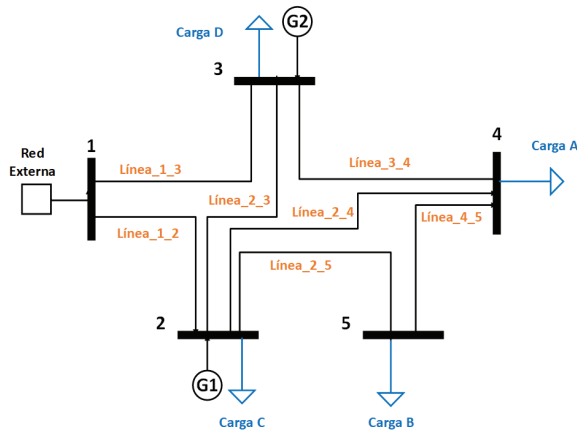 G2
Carga D
3
1
4
Red
Externa
Carga A
Línea_1_3
Línea_3_4
Línea_2_3
Línea_2_4
Línea_4_5
Línea_1_2
Línea_2_5
2
5
G1
Carga C
Carga B